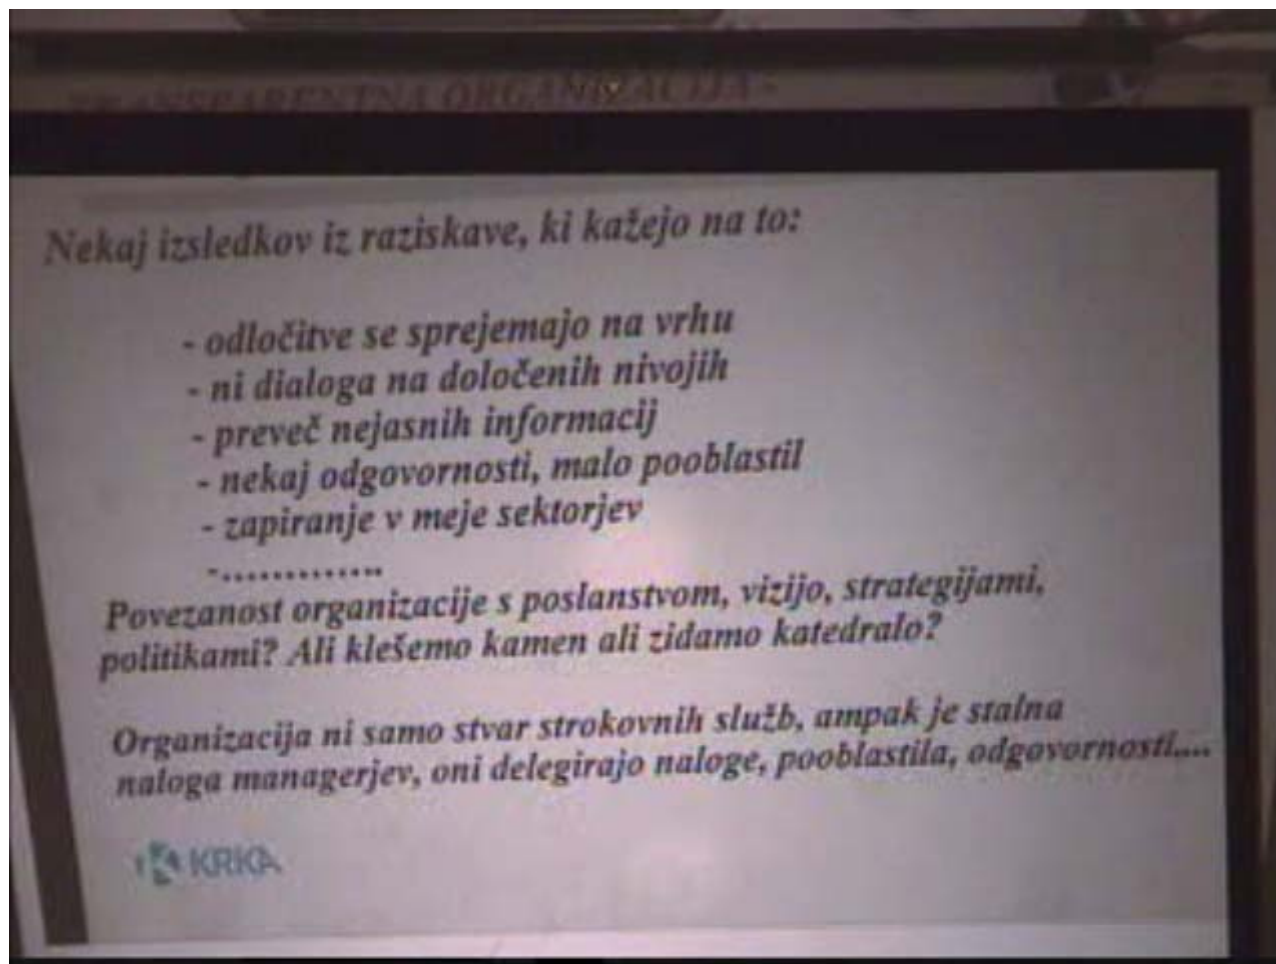 TRANSPARENTNA ORGANIZACIJA -
Nekaj izsledkov iz raziskave, ki kažejo na to:
- odločitve se sprejemajo na vrhu
- ni dialoga na določenih nivojih
- preveč nejasnih informacij
- nekaj odgovornosti, malo pooblastil
- zapiranje v meje sektorjev
-..............
Povezanost organizacije s poslanstvom, vizijo, strategijami,
politikami? Ali klešemo kamen ali zidamo katedralo?
Organizacija ni samo stvar strokovnih služb, ampak je stalna
naloga managerjev, oni delegirajo naloge, pooblastila, odgovornosti,...
KRKA